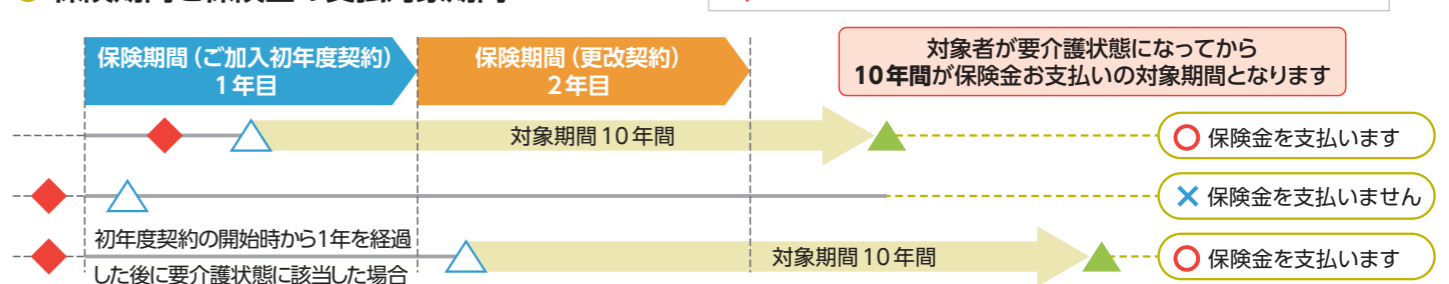 保険期間（ご加入初年度契約）
1年目
保険期間（更改契約）
2年目
対象者が要介護状態になってから
10年間が保険金お支払いの対象期間となります
対象期間10年間
保険金を支払います
保険金を支払いません
初年度契約の開始時から1年を経過
した後に要介護状態に該当した場合
対象期間10年間
保険金を支払います